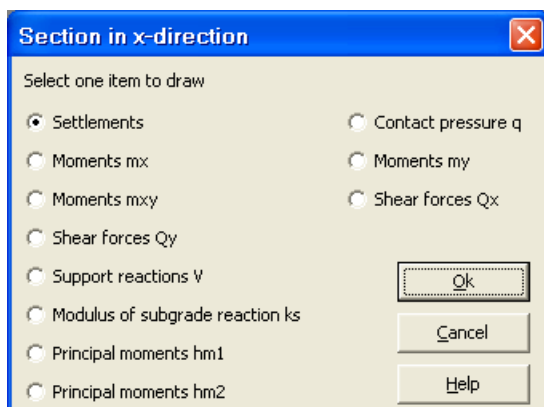 Section in x-direction
Select one item to draw
Settlements
Contact pressure q
Moments mx
Moments my
Moments mxy
Shear forces Qx
Shear forces Qy
Support reactions V
Ok
Modulus of subgrade reaction ks
Cancel
Principal moments hm1
Principal moments hm2
Help